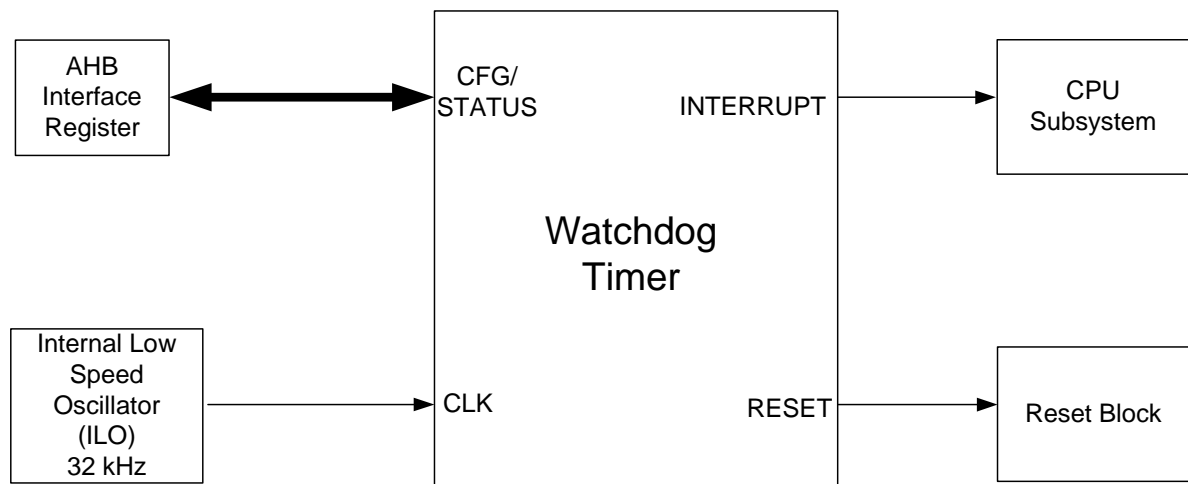 AHB
Interface
Register
CFG/
STATUS
INTERRUPT
CPU
Subsystem
Watchdog
Timer
Internal Low
Speed
Oscillator
(ILO)
32 kHz
CLK
RESET
Reset Block